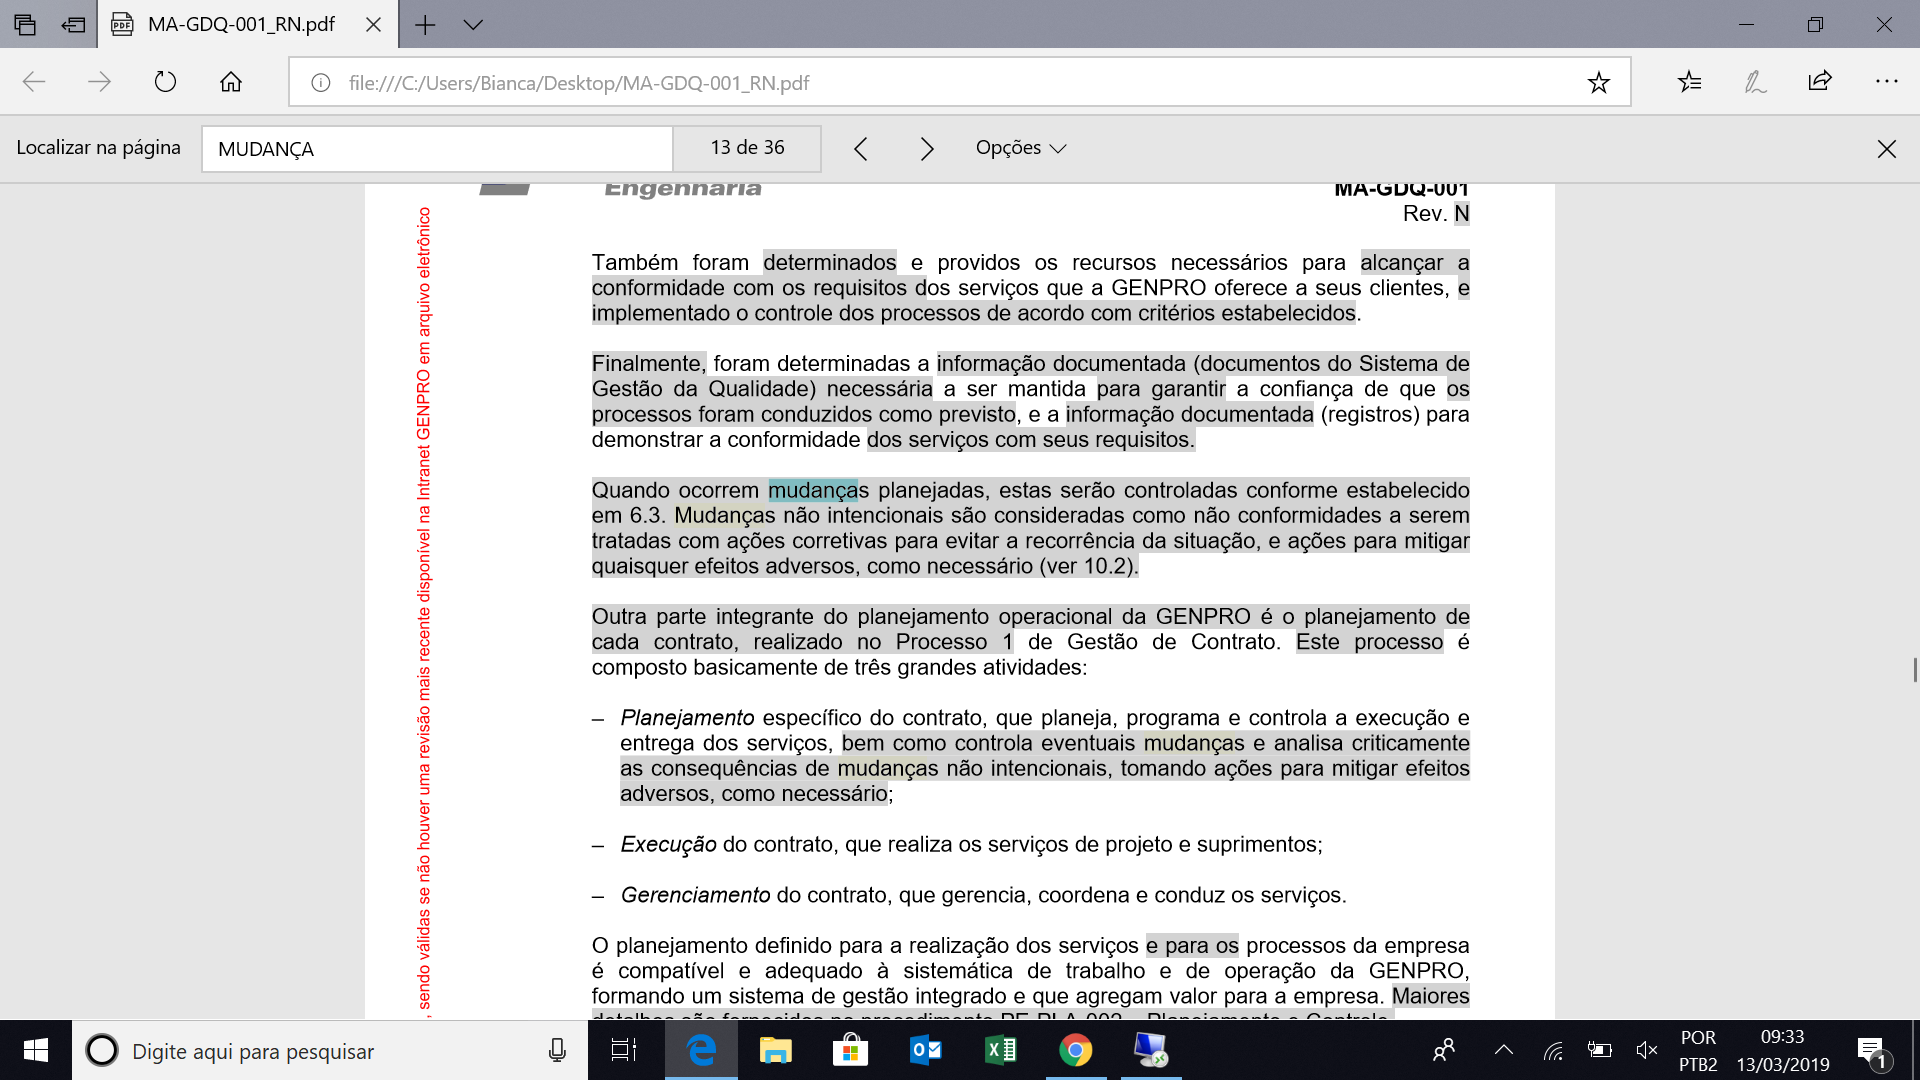 MA-GDQ-001_RN.pdf
file:///C:/Users/Bianca/Desktop/MA-GDQ-001_RN.pdf
Localizar na página
MUDANÇA
13 de 36
Opções
Engenharia
MA-GDQ-001
Rev. N
, sendo válidas se não houver uma revisão mais recente disponível na Intranet GENPRO em arquivo eletrônico
Também foram determinados e providos os recursos necessários para alcançar a
conformidade com os requisitos dos serviços que a GENPRO oferece a seus clientes, e
implementado o controle dos processos de acordo com critérios estabelecidos.
Finalmente, foram determinadas a informação documentada (documentos do Sistema de
Gestão da Qualidade) necessária a ser mantida para garantir a confiança de que os
processos foram conduzidos como previsto, e a informação documentada (registros) para
demonstrar a conformidade dos serviços com seus requisitos.
Quando ocorrem mudanças planejadas, estas serão controladas conforme estabelecido
em 6.3. Mudanças não intencionais são consideradas como não conformidades a serem
tratadas com ações corretivas para evitar a recorrência da situação, e ações para mitigar
quaisquer efeitos adversos, como necessário (ver 10.2).
Outra parte integrante do planejamento operacional da GENPRO é o planejamento de
cada contrato, realizado no Processo 1 de Gestão de Contrato. Este processo é
composto basicamente de três grandes atividades:
– Planejamento específico do contrato, que planeja, programa e controla a execução e
entrega dos serviços, bem como controla eventuais mudanças e analisa criticamente
as consequências de mudanças não intencionais, tomando ações para mitigar efeitos
adversos, como necessário;
– Execução do contrato, que realiza os serviços de projeto e suprimentos;
– Gerenciamento do contrato, que gerencia, coordena e conduz os serviços.
O planejamento definido para a realização dos serviços e para os processos da empresa
é compatível e adequado à sistemática de trabalho e de operação da GENPRO,
formando um sistema de gestão integrado e que agregam valor para a empresa. Maiores
detalhes são fornecidos no procedimento PE-PLA-002 – Planejamento e Controle.
Digite aqui para pesquisar
POR
PTB2
09:33
13/03/2019
1